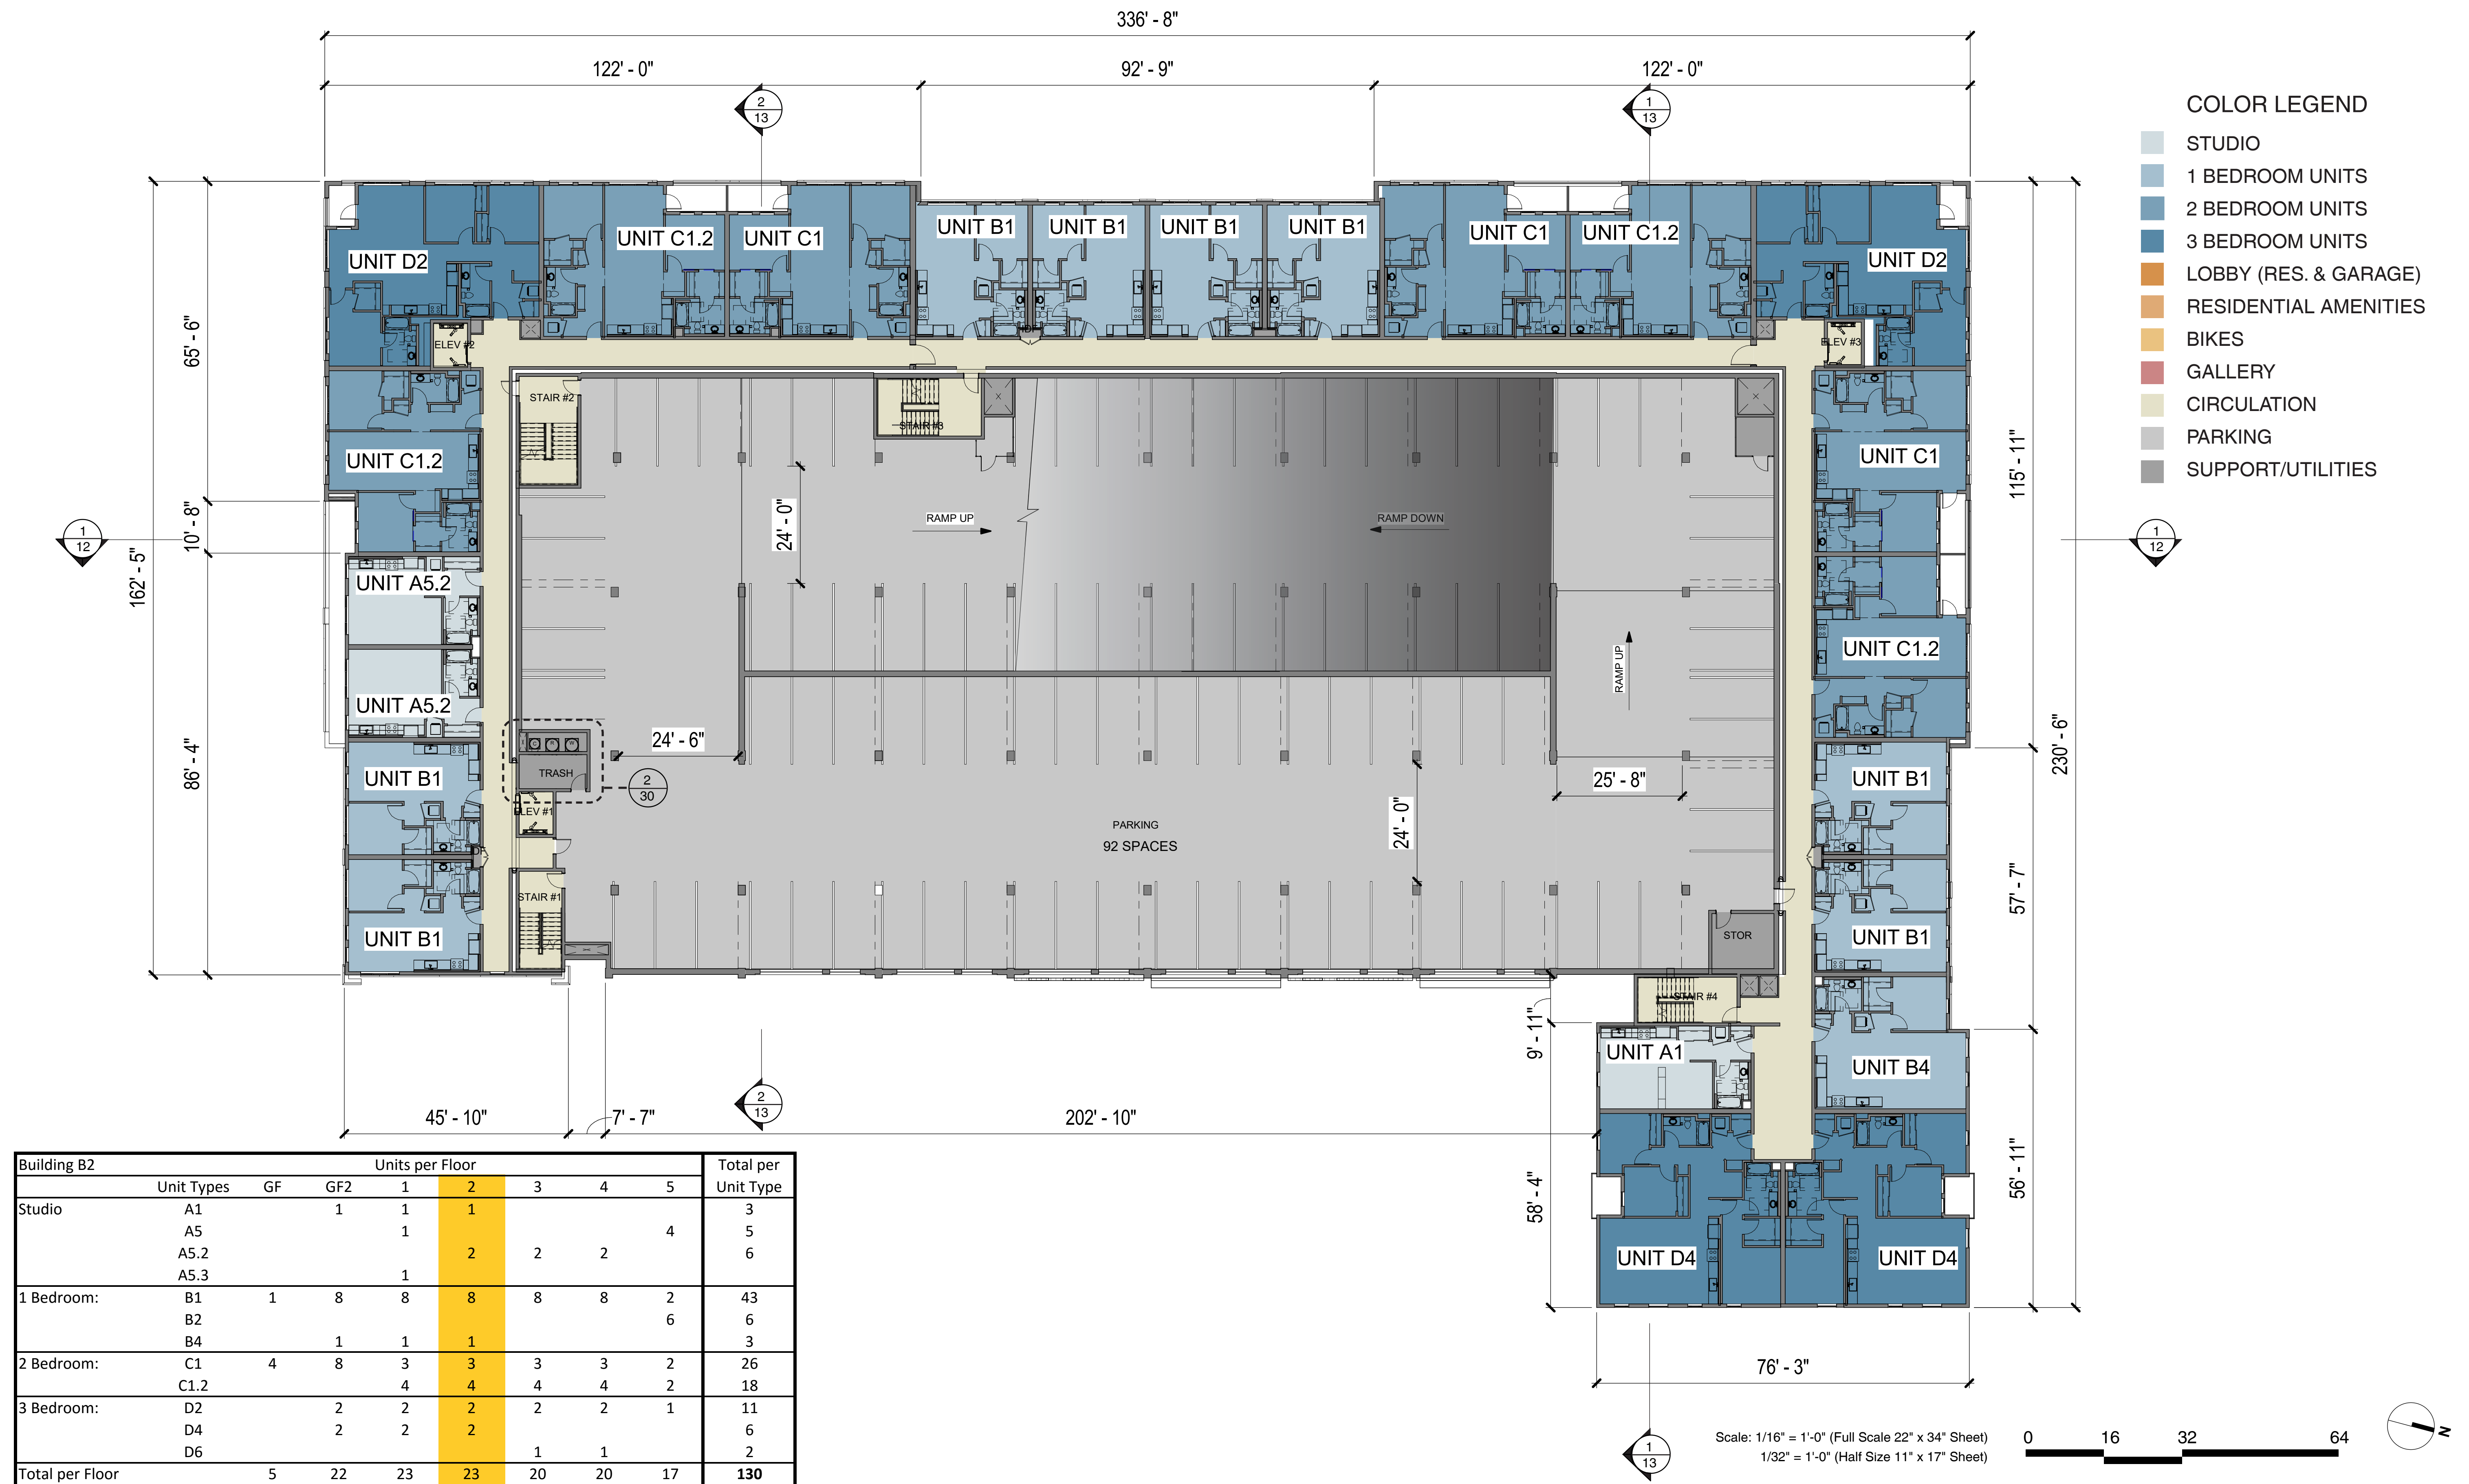 336' - 8"
122' - 0"
92' - 9"
122' - 0"
2
13
1
13
COLOR LEGEND
STUDIO
1 BEDROOM UNITS
2 BEDROOM UNITS
3 BEDROOM UNITS
LOBBY (RES. & GARAGE)
RESIDENTIAL AMENITIES
BIKES
GALLERY
CIRCULATION
PARKING
SUPPORT/UTILITIES
UNIT D2
UNIT C1.2
UNIT C1
UNIT B1
UNIT B1
UNIT B1
UNIT B1
UNIT C1
UNIT C1.2
UNIT D2
ELEV #2
ELEV #3
65' - 6"
STAIR #2
STAIR #3
UNIT C1.2
UNIT C1
115' - 11"
10' - 8"
24' - 0"
RAMP UP
RAMP DOWN
1
12
1
12
162' - 5"
UNIT A5.2
UNIT A5.2
RAMP UP
UNIT C1.2
86' - 4"
24' - 6"
TRASH
2
30
25' - 8"
230' - 6"
UNIT B1
UNIT B1
ELEV #1
PARKING
92 SPACES
24' - 0"
57' - 7"
STAIR #1
UNIT B1
STOR
UNIT B1
STAIR #4
9' - 11"
UNIT A1
UNIT B4
45' - 10"
7' - 7"
2
13
202' - 10"
58' - 4"
56' - 11"
UNIT D4
UNIT D4
76' - 3"
1
13
Building B2 Units per Floor Total per
Unit Types GF GF2 1 2 3 4 5 Unit Type
Studio A1 1 1 1 3
A5 1 4 5
A5.2 2 2 2 6
A5.3 1
1 Bedroom: B1 1 8 8 8 8 8 2 43
B2 6 6
B4 1 1 1 3
2 Bedroom: C1 4 8 3 3 3 3 2 26
C1.2 4 4 4 4 2 18
3 Bedroom: D2 2 2 2 2 2 1 11
D4 2 2 2 6
D6 1 1 2
Total per Floor 5 22 23 23 20 20 17 130
Scale: 1/16" = 1'-0" (Full Scale 22" x 34" Sheet)
1/32" = 1'-0" (Half Size 11" x 17" Sheet)
0 16 32 64
N